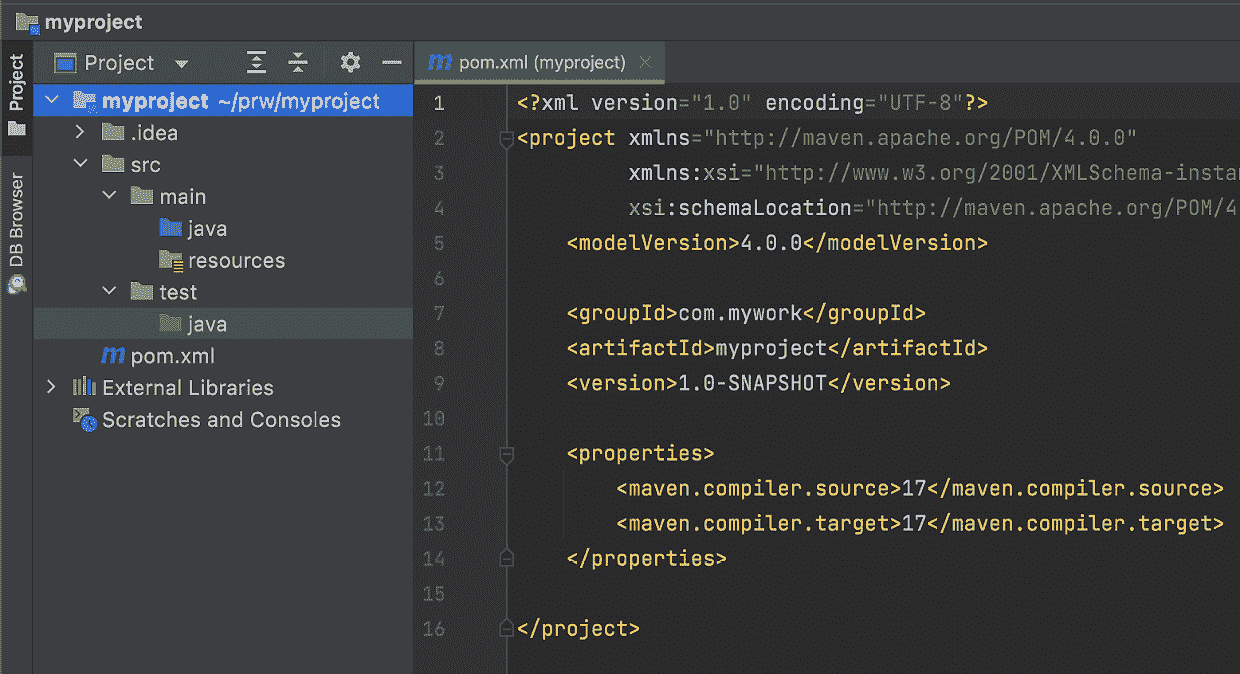 myproject
Project
DB Browser
Project
myproject ~/prw/myproject
.idea
src
main
java
resources
test
java
m pom.xml
External Libraries
Scratches and Consoles
m pom.xml (myproject)
1 <?xml version="1.0" encoding="UTF-8"?>
2 <project xmlns="http://maven.apache.org/POM/4.0.0"
3 xmlns:xsi="http://www.w3.org/2001/XMLSchema-instan
4 xsi:schemaLocation="http://maven.apache.org/POM/4
5 <modelVersion>4.0.0</modelVersion>
6
7 <groupId>com.mywork</groupId>
8 <artifactId>myproject</artifactId>
9 <version>1.0-SNAPSHOT</version>
10
11 <properties>
12 <maven.compiler.source>17</maven.compiler.source>
13 <maven.compiler.target>17</maven.compiler.target>
14 </properties>
15
16 </project>